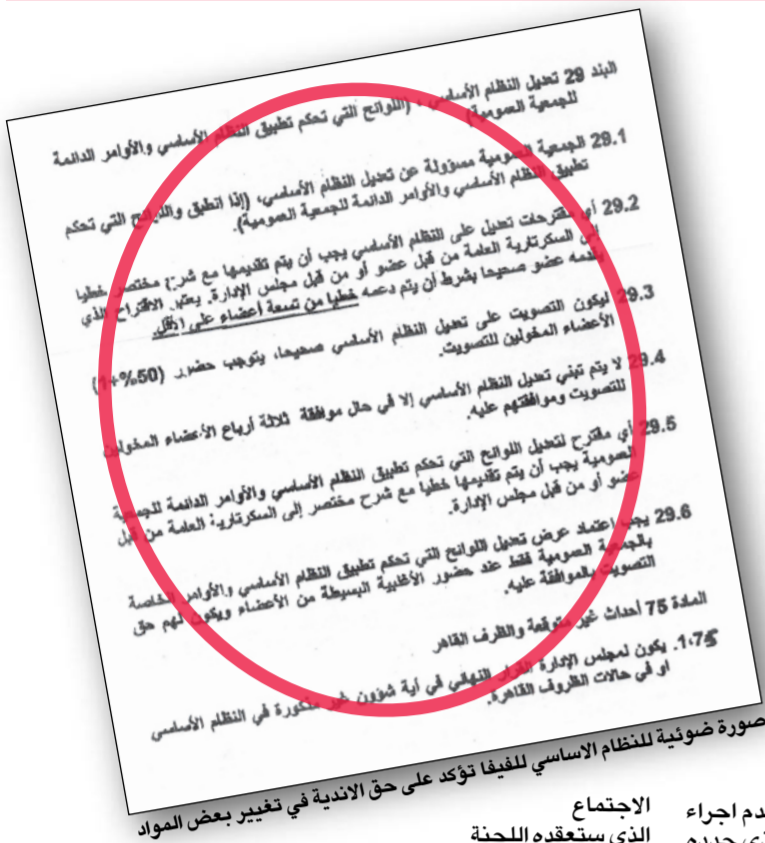 البند 29 تعديل النظام الأساسي ، (اللوائح التي تحكم تطبيق النظام الأساسي والأوامر الدائمة
للجمعية العمومية)
29.1 الجمعية العمومية مسؤولة عن تعديل النظام الأساسي، (إذا انطبق واللوائح التي تحكم
تطبيق النظام الأساسي والأوامر الدائمة للجمعية العمومية).
29.2 أي مقترحات تعديل على النظام الأساسي يجب أن يتم تقديمها مع شرح مختصر خطيا
إلى السكرتارية العامة من قبل عضو أو من قبل مجلس الإدارة. يعتبر الاقتراح الذي
يقدمه عضو صحيحا بشرط أن يتم دعمه خطيا من تسعة أعضاء على الأقل.
29.3 ليكون التصويت على تعديل النظام الأساسي صحيحا، يتوجب حضور (50%+1)
الأعضاء المخولين للتصويت.
29.4 لا يتم تبني تعديل النظام الأساسي إلا في حال موافقة ثلاثة أرباع الأعضاء المخولين
للتصويت وموافقتهم عليه.
29.5 أي مقترح لتعديل اللوائح التي تحكم تطبيق النظام الأساسي والأوامر الدائمة للجمعية
العمومية يجب أن يتم تقديمها خطيا مع شرح مختصر إلى السكرتارية العامة من قبل
عضو أو من قبل مجلس الإدارة.
29.6 يجب اعتماد عرض تعديل اللوائح التي تحكم تطبيق النظام الأساسي والأوامر الخاصة
بالجمعية العمومية فقط عند حضور الأغلبية البسيطة من الأعضاء ويكون لهم حق
التصويت بالموافقة عليه.
المادة 75 أحداث غير متوقعة والظرف القاهر
1-75. يكون لمجلس الإدارة القرار النهائي في أية شؤون غير مذكورة في النظام الأساسي
او في حالات الظروف القاهرة.
صورة ضوئية للنظام الاساسي للفيفا تؤكد على حق الاندية في تغيير بعض المواد
الاجتماع
الذي ستعقده اللجنة
اجراء